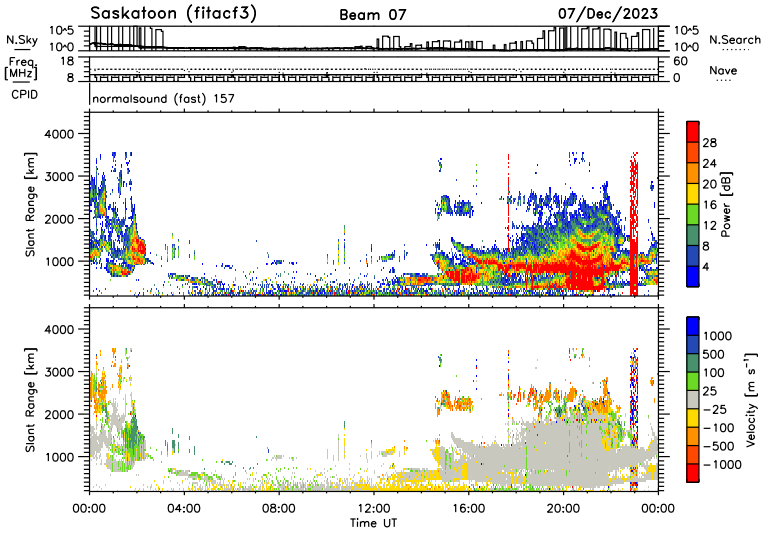 Saskatoon (fitacf3) Beam 07 07/Dec/2023
N.Sky 10^5 10^0 10^5 10^0 N.Search
Freq. [MHz] 18 8 60 0 Nave
CPID normalsound (fast) 157
Slant Range [km] 4000 3000 2000 1000
28 24 20 16 12 8 4 Power [dB]
Slant Range [km] 4000 3000 2000 1000
1000 500 100 25 −25 −100 −500 −1000 Velocity [m s⁻¹]
00:00 04:00 08:00 12:00 16:00 20:00 00:00
Time UT